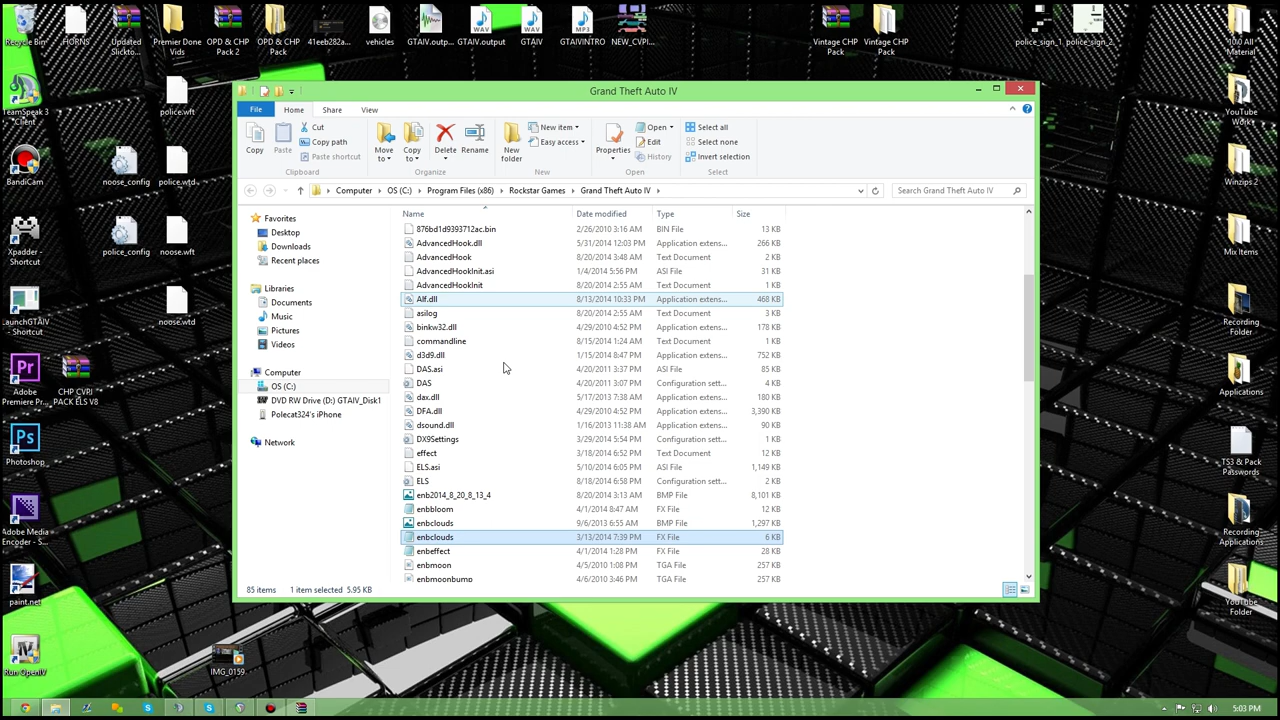 Recycle Bin
HORNS
Updated
Slickto...
Premier Done
Vids
OPD & CHP
Pack 2
OPD & CHP
Pack
41eeb282a...
vehicles
GTAIV.outp...
GTAIV.output
GTAIV
GTAIVINTRO
NEW_CVPI...
Vintage CHP
Pack
Vintage CHP
Pack
police_sign_1
police_sign_2...
10.0 All
Material
TeamSpeak 3
Client
police.wft
BandiCam
noose_config
police.wtd
Xpadder -
Shortcut
police_config
noose.wft
LaunchGTAIV
- Shortcut
noose.wtd
Adobe
Premiere Pr...
CHP CVPI
PACK ELS V8
Photoshop
Adobe Media
Encoder - S...
paint.net
Run OpenIV
IMG_0159
YouTube
Works
Winzips 2
Mix Items
Recording
Folder
Applications
TS3 & Pack
Passwords
Recording
Applications
YouTube
Folder
Grand Theft Auto IV
File Home Share View
Copy
Paste
Cut
Copy path
Paste shortcut
Clipboard
Move
to
Copy
to
Delete
Rename
Organize
New
folder
New item
Easy access
New
Properties
Open
Edit
History
Open
Select all
Select none
Invert selection
Select
Computer OS (C:) Program Files (x86) Rockstar Games Grand Theft Auto IV
Search Grand Theft Auto IV
Favorites
Desktop
Downloads
Recent places
Libraries
Documents
Music
Pictures
Videos
Computer
OS (C:)
DVD RW Drive (D:) GTAIV_Disk1
Polecat324's iPhone
Network
Name Date modified Type Size
876bd1d9393712ac.bin 2/26/2010 3:16 AM BIN File 13 KB
AdvancedHook.dll 5/31/2014 12:03 PM Application extens... 266 KB
AdvancedHook 8/20/2014 3:48 AM Text Document 2 KB
AdvancedHookInit.asi 1/4/2014 5:56 PM ASI File 31 KB
AdvancedHookInit 8/20/2014 2:55 AM Text Document 1 KB
Alf.dll 8/13/2014 10:33 PM Application extens... 468 KB
asilog 8/20/2014 2:55 AM Text Document 3 KB
binkw32.dll 4/29/2010 4:52 PM Application extens... 178 KB
commandline 8/15/2014 1:24 AM Text Document 1 KB
d3d9.dll 1/15/2014 8:47 PM Application extens... 752 KB
DAS.asi 4/20/2011 3:37 PM ASI File 85 KB
DAS 4/20/2011 3:07 PM Configuration sett... 4 KB
dax.dll 5/17/2013 7:38 AM Application extens... 180 KB
DFA.dll 4/29/2010 4:52 PM Application extens... 3,390 KB
dsound.dll 1/16/2013 11:38 AM Application extens... 90 KB
DX9Settings 3/29/2014 5:54 PM Configuration sett... 1 KB
effect 3/18/2014 6:52 PM Text Document 12 KB
ELS.asi 5/10/2014 6:05 PM ASI File 1,149 KB
ELS 8/18/2014 6:58 PM Configuration sett... 2 KB
enb2014_8_20_8_13_4 8/20/2014 3:13 AM BMP File 8,101 KB
enbbloom 4/1/2014 8:47 AM FX File 12 KB
enbclouds 9/6/2013 6:55 AM BMP File 1,297 KB
enbclouds 3/13/2014 7:39 PM FX File 6 KB
enbeffect 4/1/2014 1:28 PM FX File 28 KB
enbmoon 4/5/2010 1:08 PM TGA File 257 KB
enbmoonbump 4/6/2010 3:46 PM TGA File 257 KB
85 items 1 item selected 5.95 KB
5:03 PM